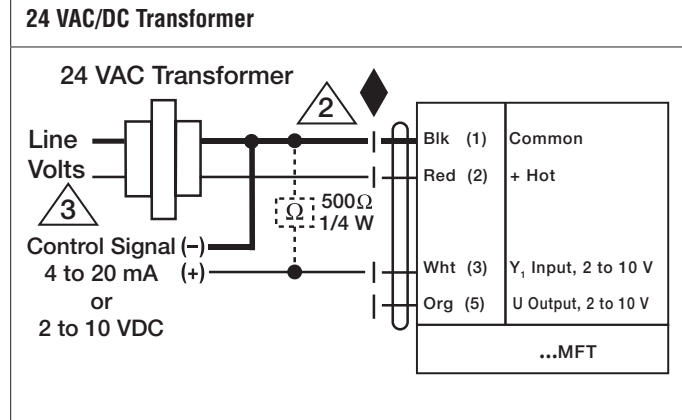 24 VAC/DC Transformer
24 VAC Transformer
2
Line
Volts
3
Blk (1) Common
Red (2) + Hot
Ω 500Ω
1/4 W
Control Signal (−)
4 to 20 mA (+)
or
2 to 10 VDC
Wht (3) Y₁ Input, 2 to 10 V
Org (5) U Output, 2 to 10 V
...MFT